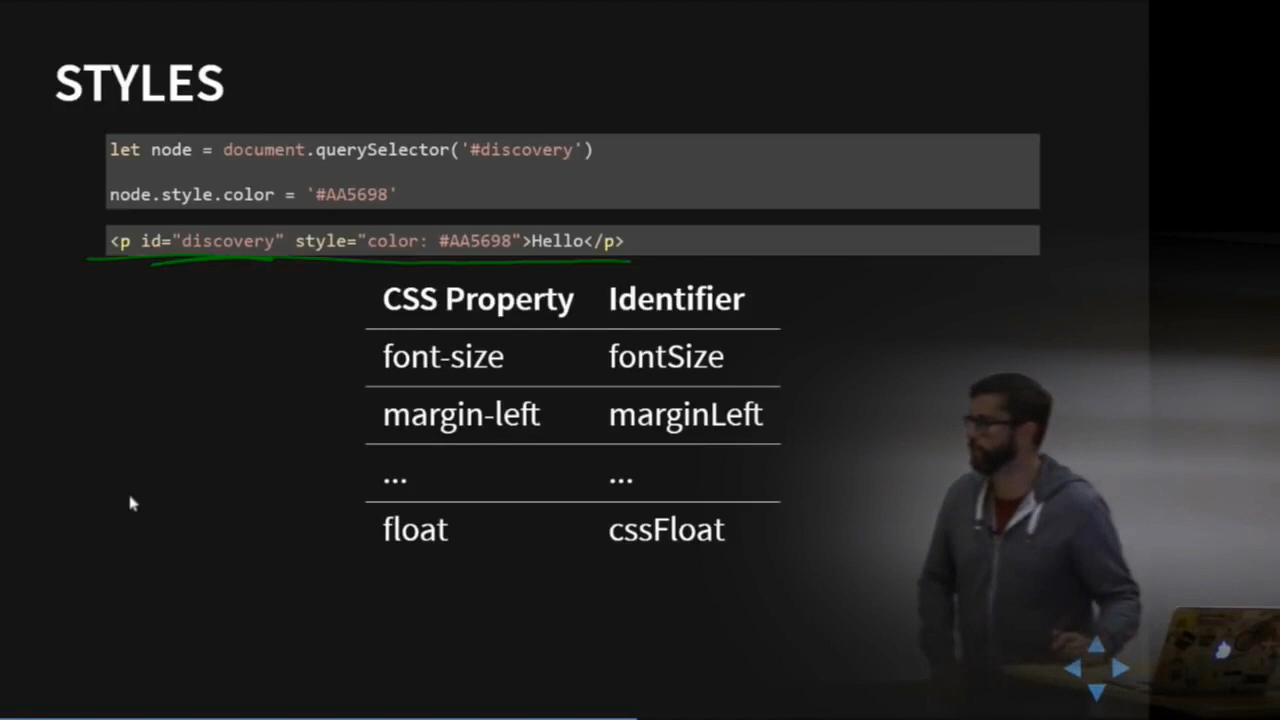 STYLES
let node = document.querySelector('#discovery')
node.style.color = '#AA5698'
<p id="discovery" style="color: #AA5698">Hello</p>
CSS Property Identifier
font-size fontSize
margin-left marginLeft
... ...
float cssFloat